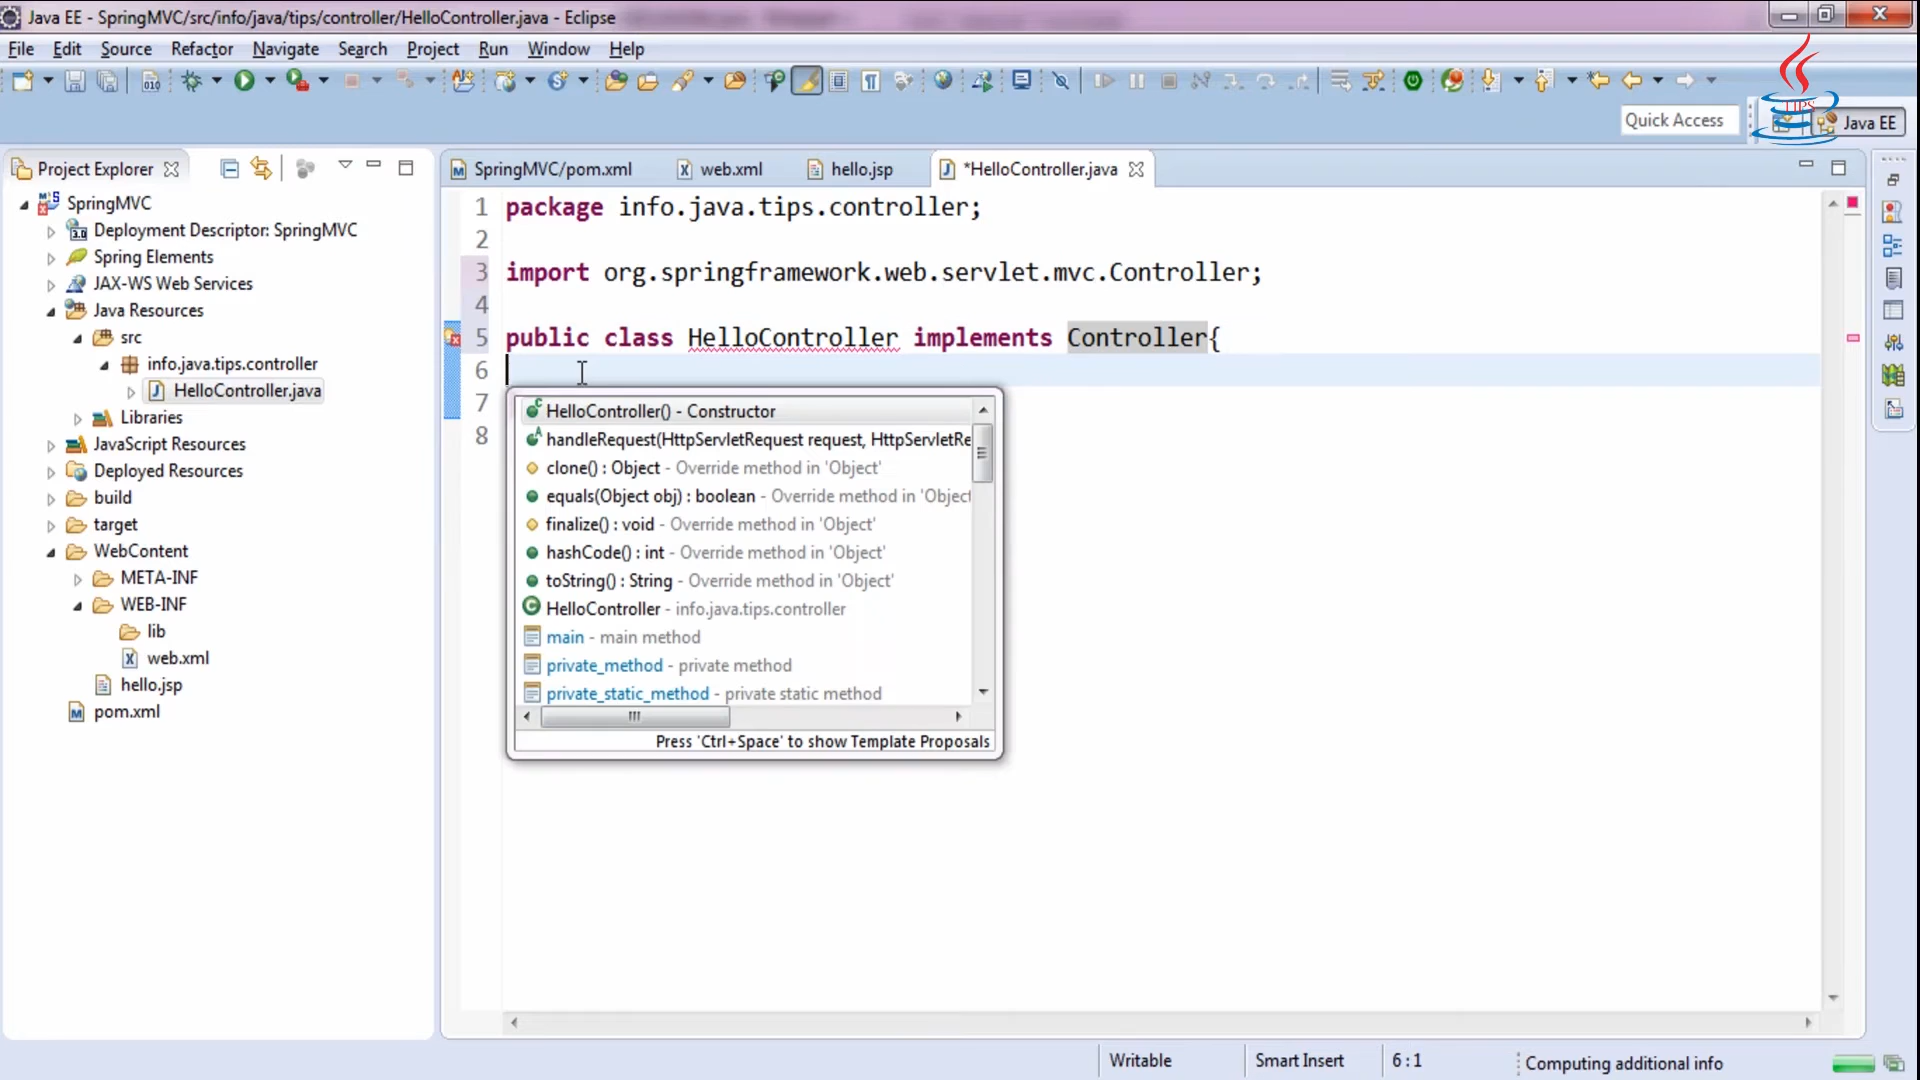 Java EE - SpringMVC/src/info/java/tips/controller/HelloController.java - Eclipse
File Edit Source Refactor Navigate Search Project Run Window Help
TIPS
Quick Access
Java EE
Project Explorer
SpringMVC/pom.xml
web.xml
hello.jsp
*HelloController.java
SpringMVC
Deployment Descriptor: SpringMVC
Spring Elements
JAX-WS Web Services
Java Resources
src
info.java.tips.controller
HelloController.java
Libraries
JavaScript Resources
Deployed Resources
build
target
WebContent
META-INF
WEB-INF
lib
web.xml
hello.jsp
pom.xml
1 package info.java.tips.controller;
2
3 import org.springframework.web.servlet.mvc.Controller;
4
5 public class HelloController implements Controller{
6
7
8
HelloController() - Constructor
handleRequest(HttpServletRequest request, HttpServletRe
clone() : Object - Override method in 'Object'
equals(Object obj) : boolean - Override method in 'Object
finalize() : void - Override method in 'Object'
hashCode() : int - Override method in 'Object'
toString() : String - Override method in 'Object'
HelloController - info.java.tips.controller
main - main method
private_method - private method
private_static_method - private static method
Press 'Ctrl+Space' to show Template Proposals
Writable
Smart Insert
6 : 1
Computing additional info